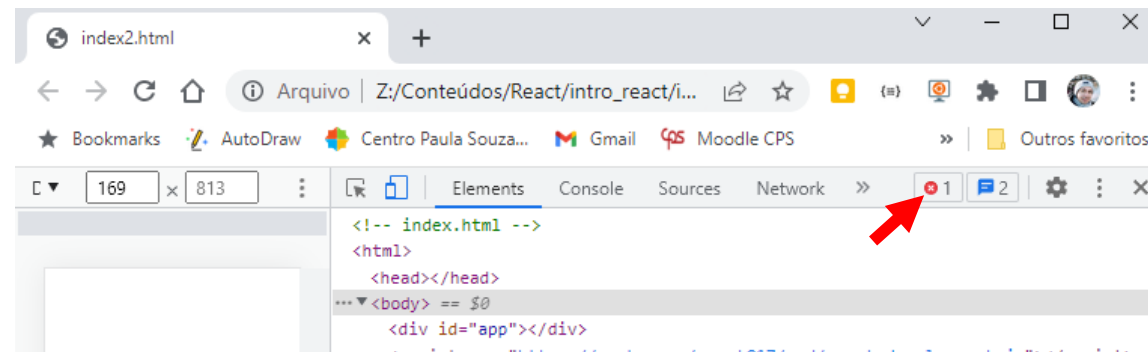 index2.html
Arquivo | Z:/Conteúdos/React/intro_react/i...
Bookmarks AutoDraw Centro Paula Souza... Gmail Moodle CPS » Outros favoritos
169 × 813 Elements Console Sources Network » 1 2
<!-- index.html -->
<html>
<head></head>
... ▼<body> == $0
<div id="app"></div>